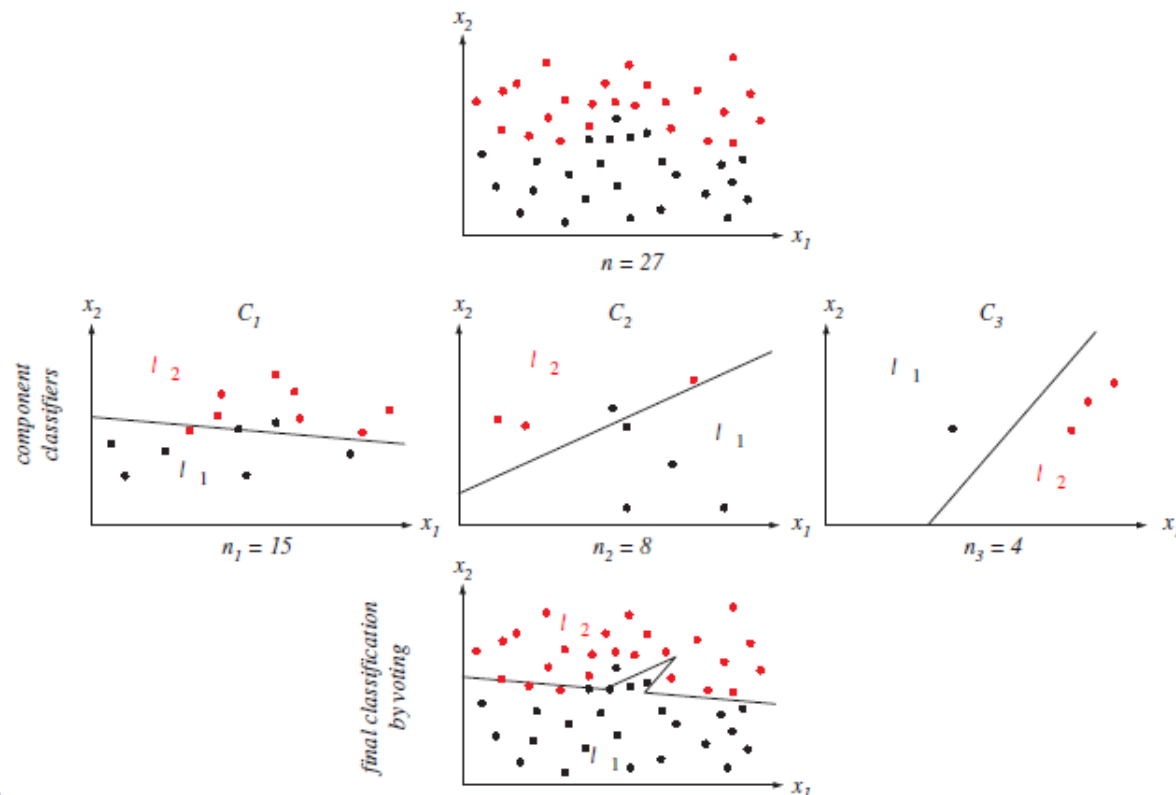 x2
x1
n = 27
component classifiers
x2
C1
l 2
l 1
x1
n1 = 15
x2
C2
l 2
l 1
x1
n2 = 8
x2
C3
l 1
l 2
x1
n3 = 4
final classification
by voting
x2
l 2
l 1
x1